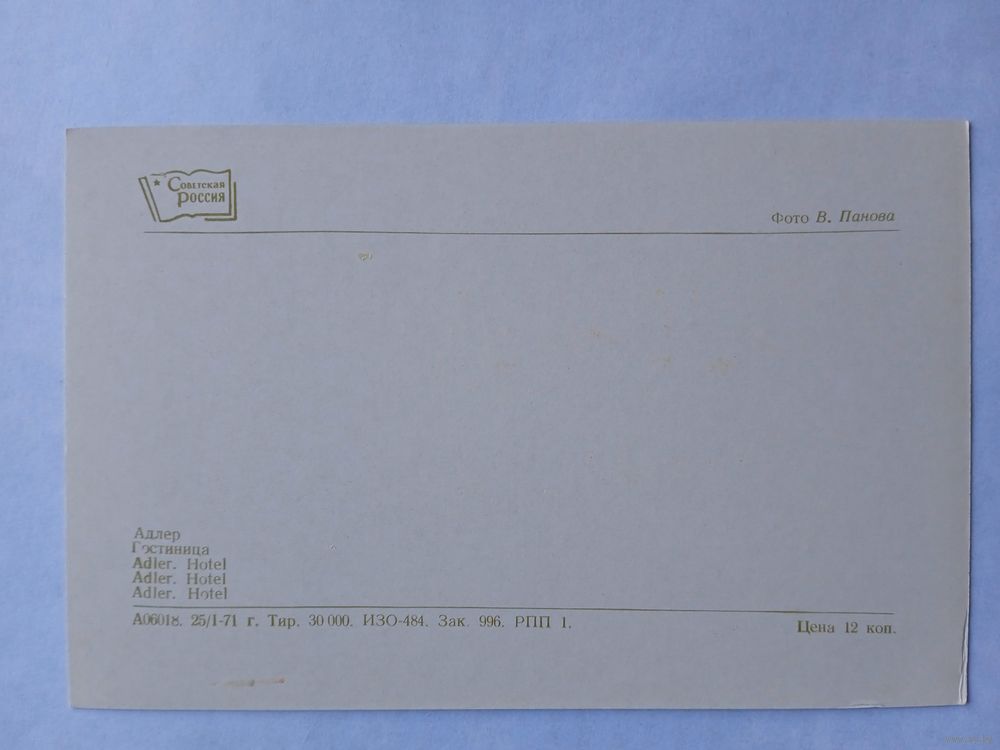 Советская
Россия
Фото В. Панова
Адлер
Гостиница
Adler. Hotel
Adler. Hotel
Adler. Hotel
А06018. 25/I-71 г. Тир. 30 000. ИЗО-484. Зак. 996. РПП 1.
Цена 12 коп.